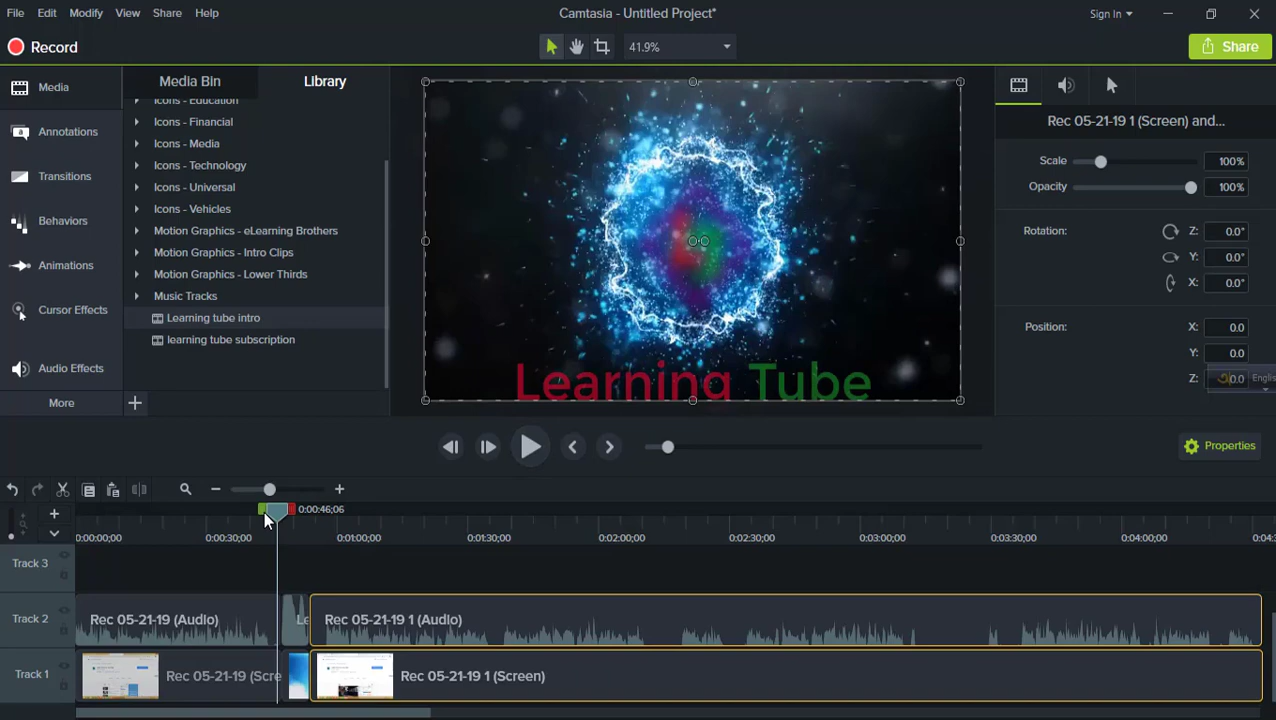 File Edit Modify View Share Help
Camtasia - Untitled Project*
Sign In
Record
41.9%
Share
Media
Annotations
Transitions
Behaviors
Animations
Cursor Effects
Audio Effects
More
Media Bin
Library
Icons - Education
Icons - Financial
Icons - Media
Icons - Technology
Icons - Universal
Icons - Vehicles
Motion Graphics - eLearning Brothers
Motion Graphics - Intro Clips
Motion Graphics - Lower Thirds
Music Tracks
Learning tube intro
learning tube subscription
Learning Tube
Rec 05-21-19 1 (Screen) and...
Scale 100%
Opacity 100%
Rotation: Z: 0.0°
Y: 0.0°
X: 0.0°
Position: X: 0.0
Y: 0.0
Z: 0.0
Englis
Properties
0:00:46;06
0:00:00;00 0:00:30;00 0:01:00;00 0:01:30;00 0:02:00;00 0:02:30;00 0:03:00;00 0:03:30;00 0:04:00;00 0:04:3
Track 3
Track 2
Rec 05-21-19 (Audio)
Le
Rec 05-21-19 1 (Audio)
Track 1
Rec 05-21-19 (Scre
Rec 05-21-19 1 (Screen)